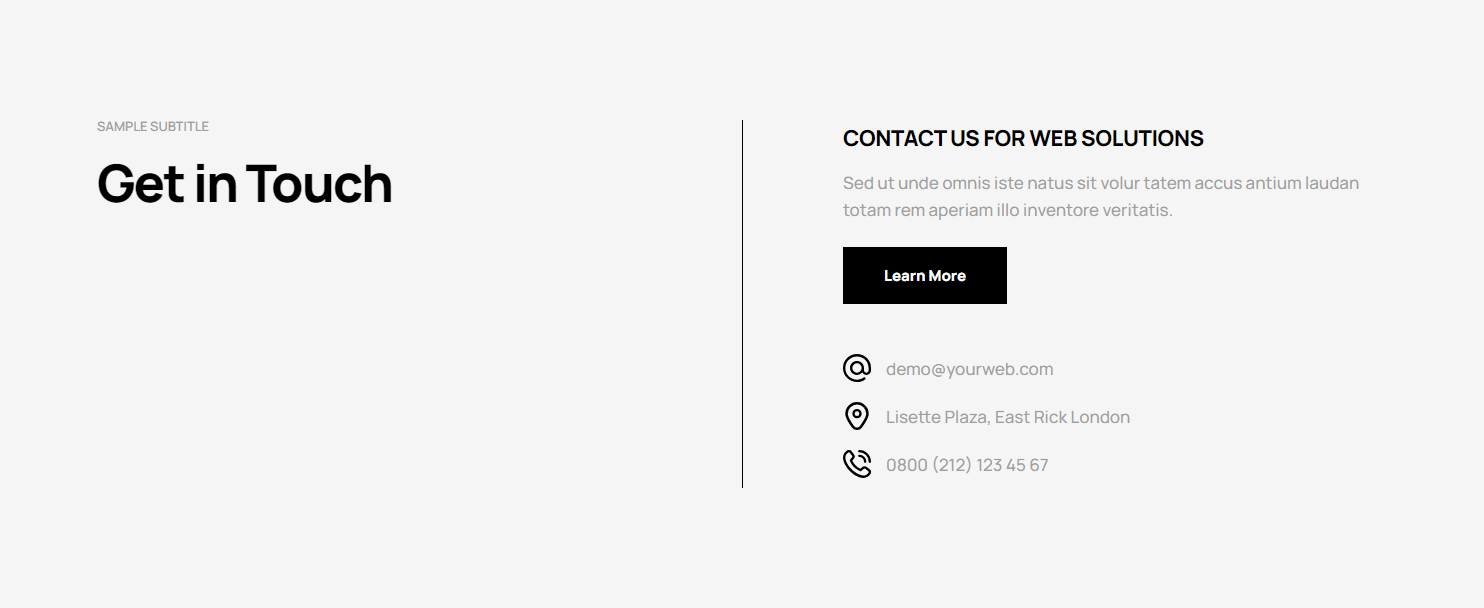 SAMPLE SUBTITLE
Get in Touch
CONTACT US FOR WEB SOLUTIONS
Sed ut unde omnis iste natus sit volur tatem accus antium laudan
totam rem aperiam illo inventore veritatis.
Learn More
demo@yourweb.com
Lisette Plaza, East Rick London
0800 (212) 123 45 67